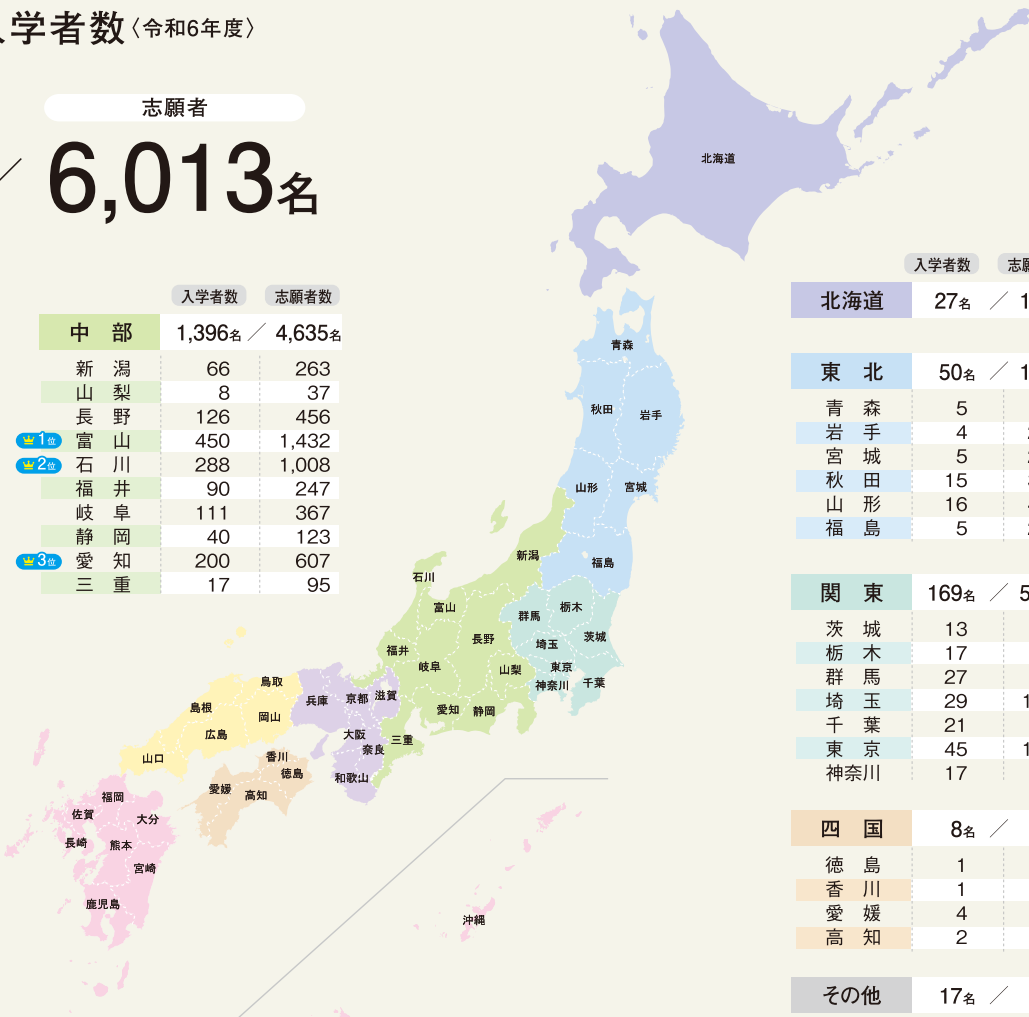 学者数〈令和6年度〉
志願者
6,013名
入学者数 志願者数
中部 1,396名 ／ 4,635名
新潟 66 263
山梨 8 37
長野 126 456
1位 富山 450 1,432
2位 石川 288 1,008
福井 90 247
岐阜 111 367
静岡 40 123
3位 愛知 200 607
三重 17 95
北海道
青森
秋田
岩手
山形
宮城
福島
新潟
石川
富山
福井
長野
岐阜
山梨
愛知
静岡
三重
群馬
栃木
茨城
埼玉
東京
神奈川
千葉
兵庫
京都
滋賀
大阪
奈良
和歌山
鳥取
島根
岡山
広島
山口
香川
徳島
愛媛
高知
福岡
佐賀
大分
長崎
熊本
宮崎
鹿児島
沖縄
入学者数
北海道 27名 ／ 1
東北 50名 ／ 1
青森 5
岩手 4
宮城 5
秋田 15
山形 16
福島 5
関東 169名 ／ 5
茨城 13
栃木 17
群馬 27
埼玉 29 1
千葉 21
東京 45 1
神奈川 17
四国 8名 ／
徳島 1
香川 1
愛媛 4
高知 2
その他 17名 ／